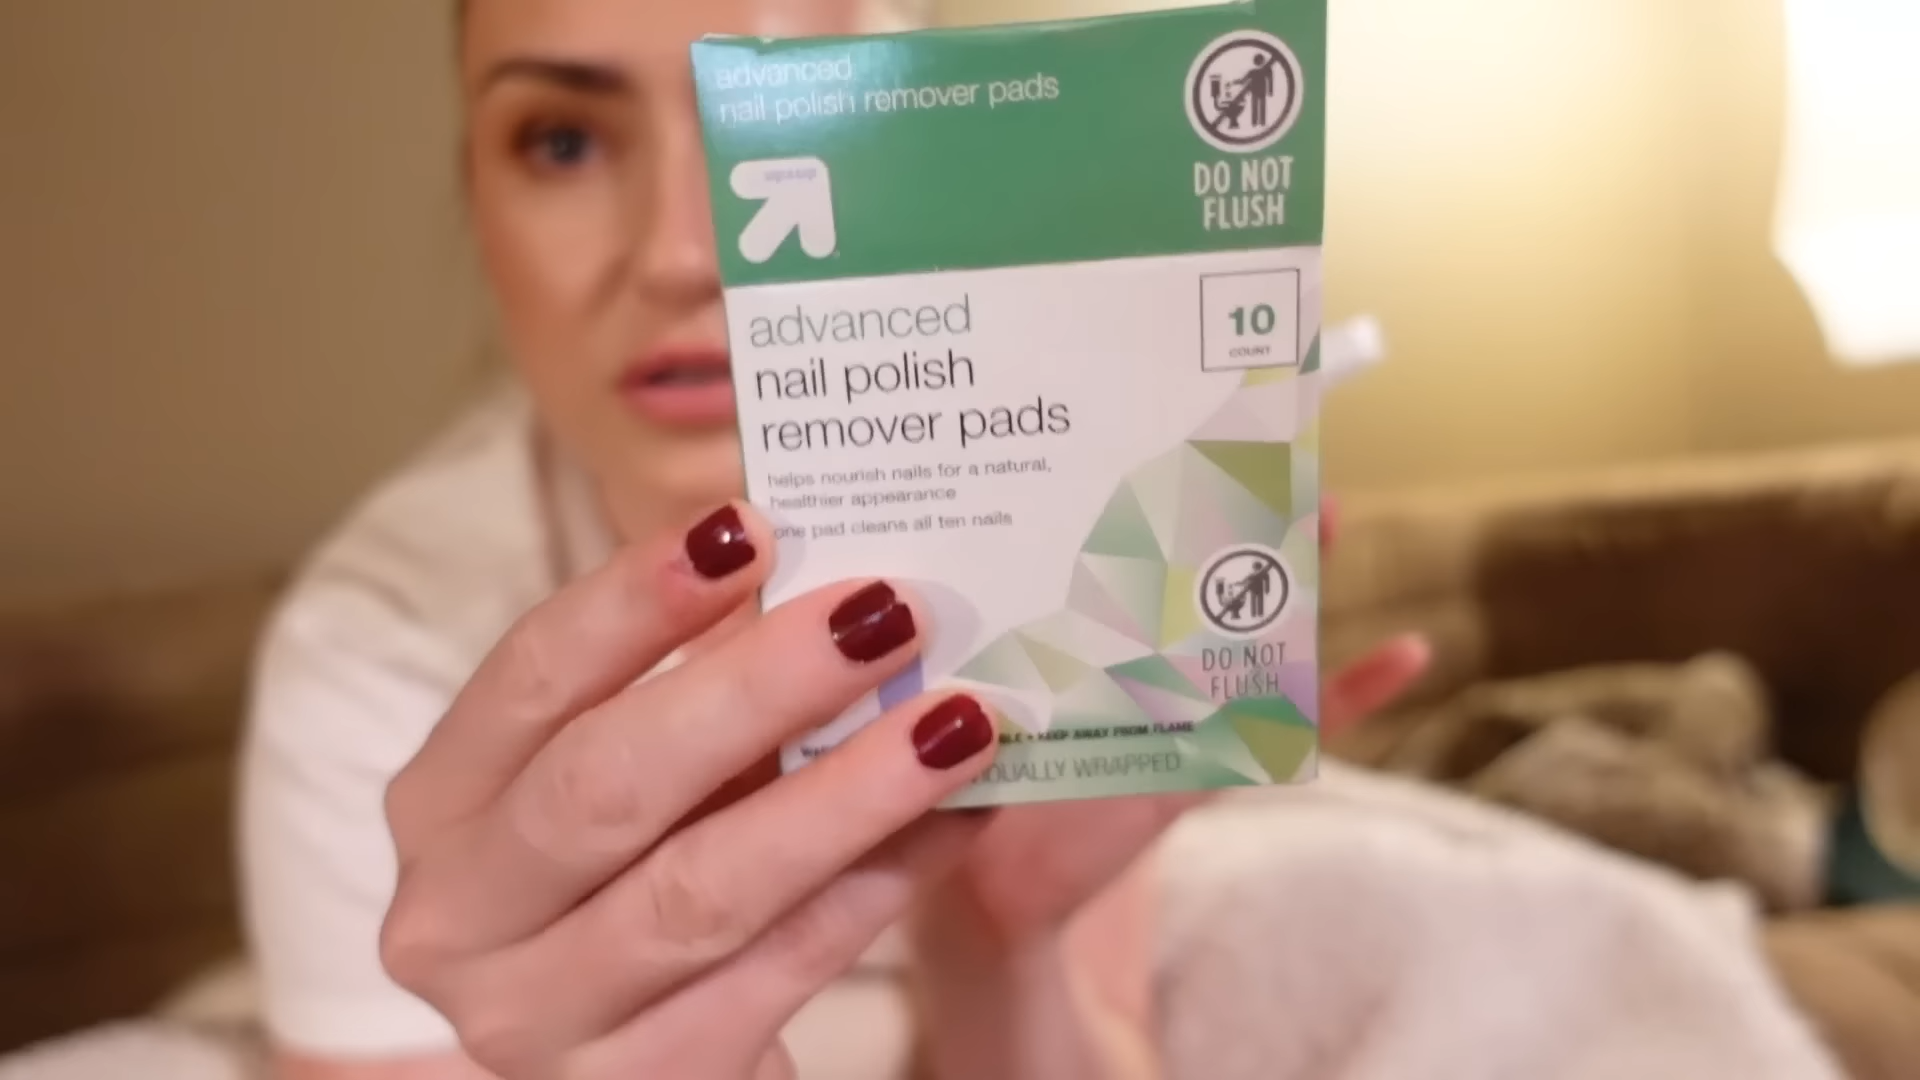 advanced
nail polish remover pads
up&up
DO NOT
FLUSH
advanced
nail polish
remover pads
10
COUNT
helps nourish nails for a natural,
healthier appearance
one pad cleans all ten nails
DO NOT
FLUSH
KEEP AWAY FROM FLAME
WRAPPED